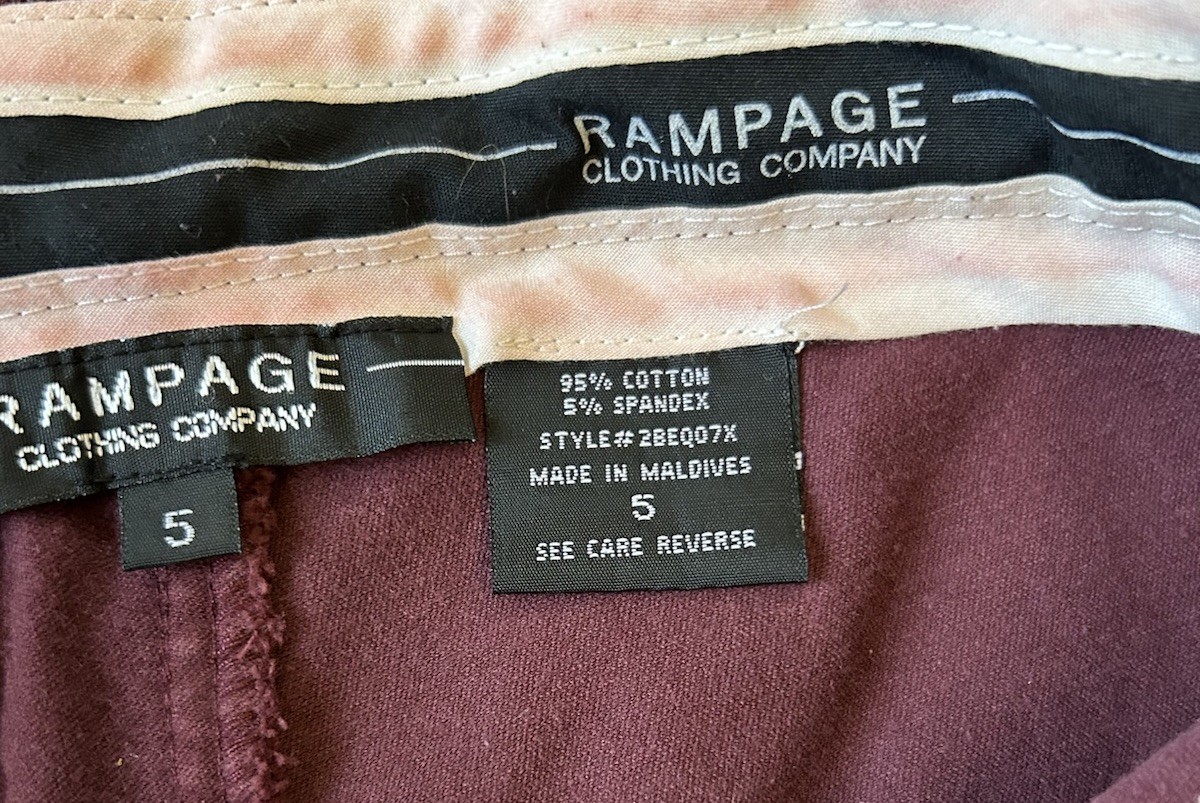 RAMPAGE
CLOTHING COMPANY
RAMPAGE
CLOTHING COMPANY
5
95% COTTON
5% SPANDEX
STYLE# 2BEQ07X
MADE IN MALDIVES
5
SEE CARE REVERSE